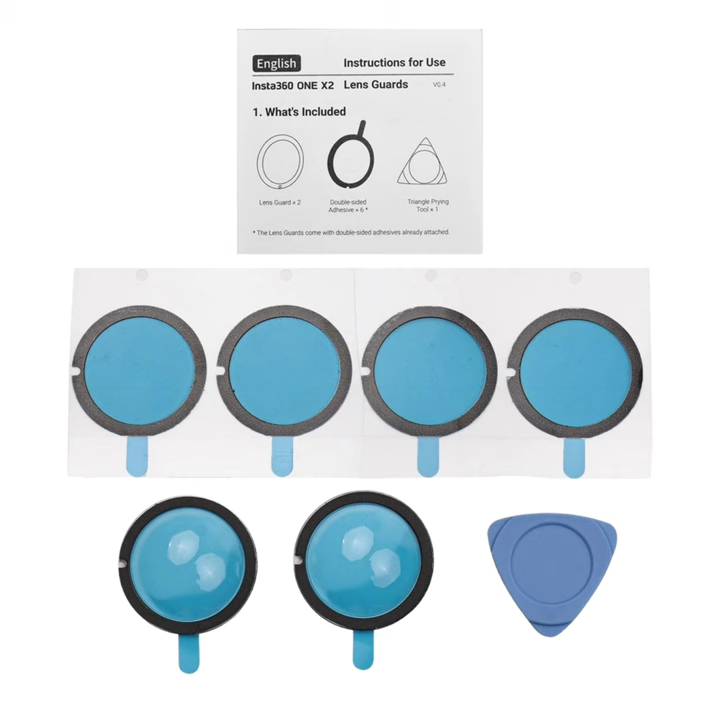 English
Instructions for Use
Insta360 ONE X2
Lens Guards
V0.4
1. What's Included
Lens Guard × 2
Double-sided
Adhesive × 6 *
Triangle Prying
Tool × 1
* The Lens Guards come with double-sided adhesives already attached.